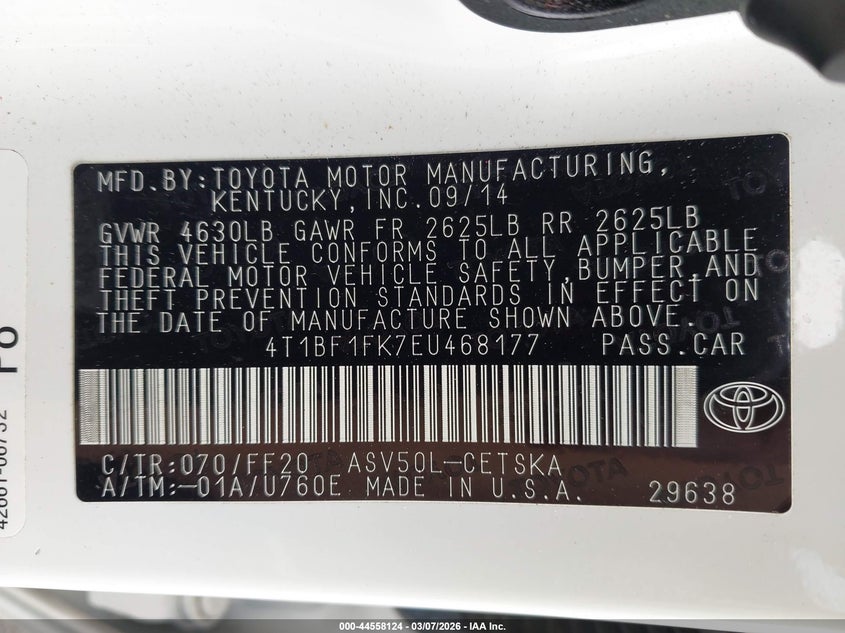 MFD.BY:TOYOTA MOTOR MANUFACTURING,
KENTUCKY,INC.09/14
GVWR 4630LB GAWR FR 2625LB RR 2625LB
THIS VEHICLE CONFORMS TO ALL APPLICABLE
FEDERAL MOTOR VEHICLE SAFETY,BUMPER,AND
THEFT PREVENTION STANDARDS IN EFFECT ON
THE DATE OF MANUFACTURE SHOWN ABOVE.
4T1BF1FK7EU468177 PASS.CAR
C/TR:070/FF20 ASV50L-CETSKA
A/TM:-01A/U760E MADE IN U.S.A. 29638
000-44558124 — 03/07/2026 — IAA Inc.